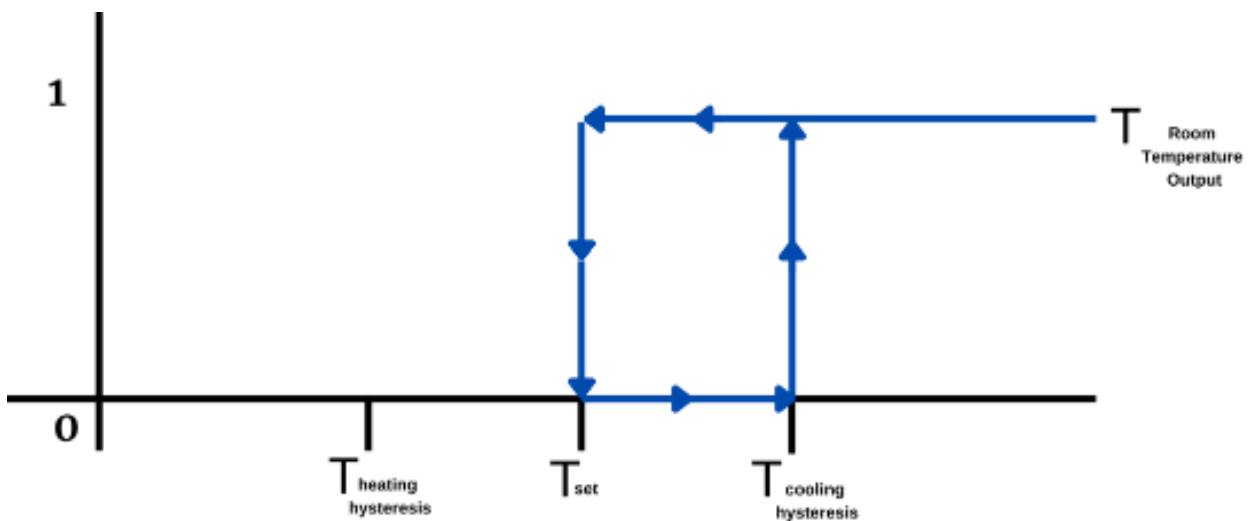 1
T Room
Temperature
Output
0
T heating
hysteresis
T set
T cooling
hysteresis